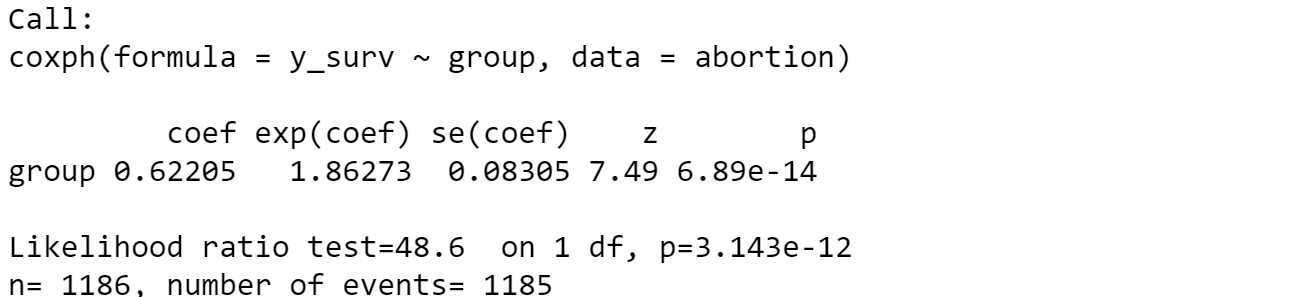 Call:
coxph(formula = y_surv ~ group, data = abortion)
coef exp(coef) se(coef) z p
group 0.62205 1.86273 0.08305 7.49 6.89e-14
Likelihood ratio test=48.6 on 1 df, p=3.143e-12
n= 1186, number of events= 1185